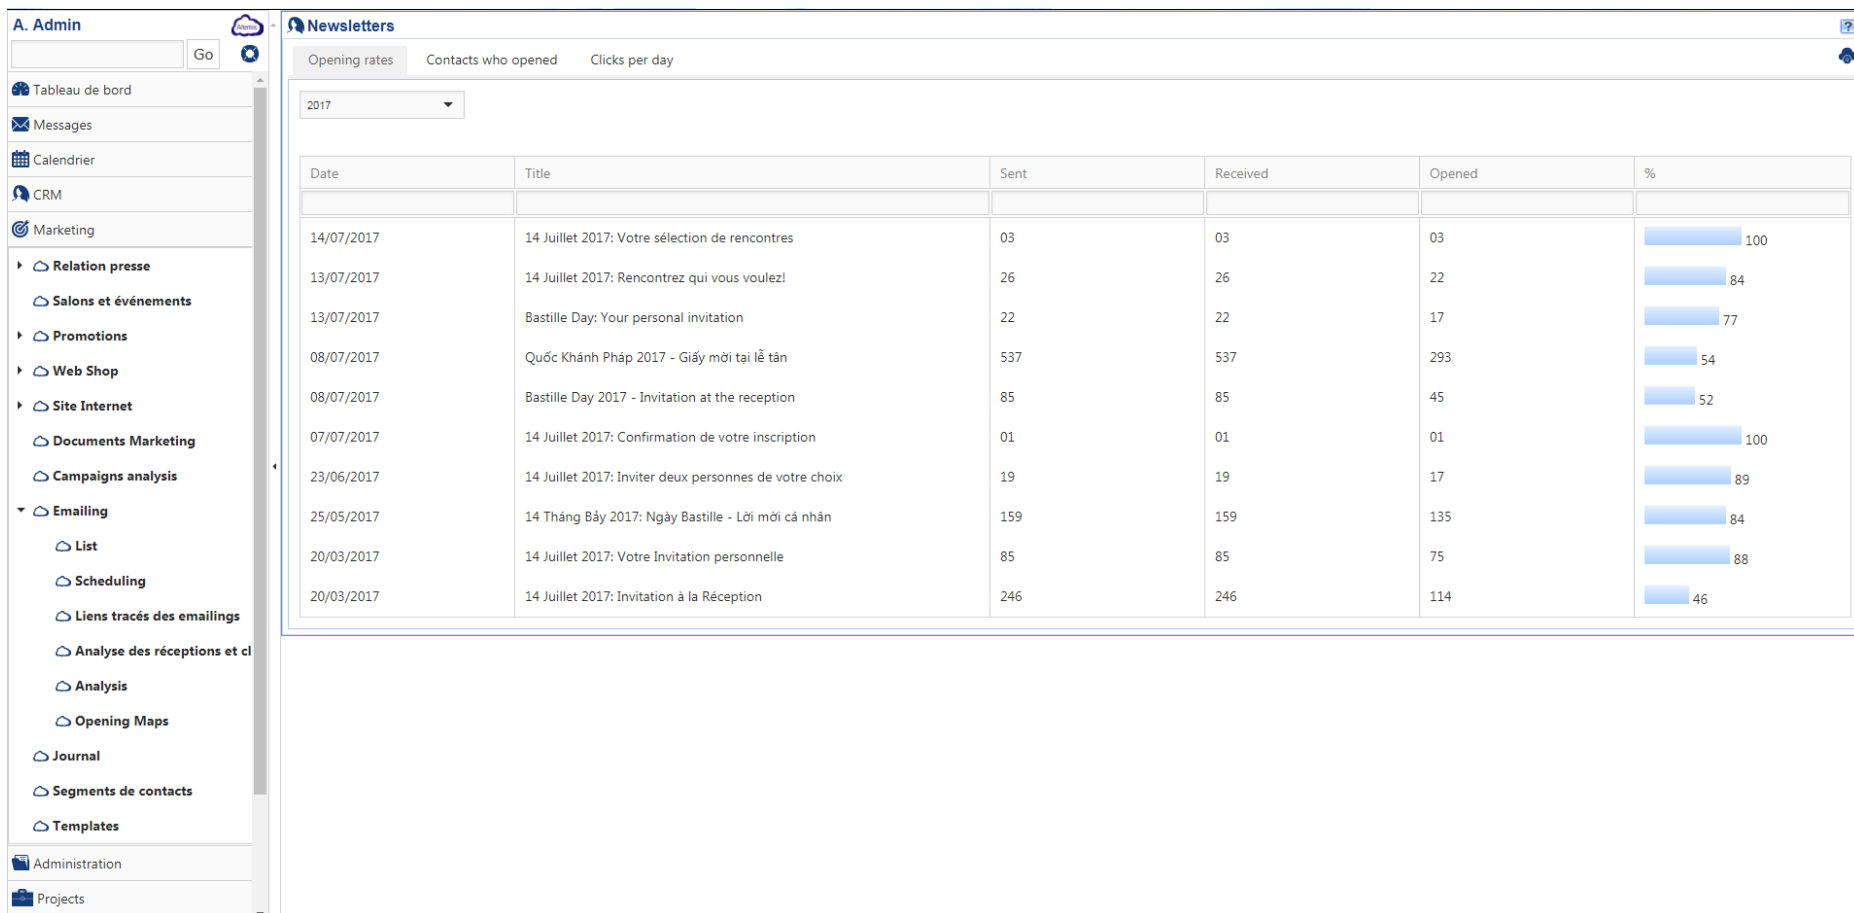 A. Admin
Go
Tableau de bord
Messages
Calendrier
CRM
Marketing
Relation presse
Salons et événements
Promotions
Web Shop
Site Internet
Documents Marketing
Campaigns analysis
Emailing
List
Scheduling
Liens tracés des emailings
Analyse des réceptions et cl
Analysis
Opening Maps
Journal
Segments de contacts
Templates
Administration
Projects
Newsletters
?
Opening rates Contacts who opened Clicks per day
2017
Date Title Sent Received Opened %
14/07/2017 14 Juillet 2017: Votre sélection de rencontres 03 03 03 100
13/07/2017 14 Juillet 2017: Rencontrez qui vous voulez! 26 26 22 84
13/07/2017 Bastille Day: Your personal invitation 22 22 17 77
08/07/2017 Quốc Khánh Pháp 2017 - Giấy mời tại lễ tân 537 537 293 54
08/07/2017 Bastille Day 2017 - Invitation at the reception 85 85 45 52
07/07/2017 14 Juillet 2017: Confirmation de votre inscription 01 01 01 100
23/06/2017 14 Juillet 2017: Inviter deux personnes de votre choix 19 19 17 89
25/05/2017 14 Tháng Bảy 2017: Ngày Bastille - Lời mời cá nhân 159 159 135 84
20/03/2017 14 Juillet 2017: Votre Invitation personnelle 85 85 75 88
20/03/2017 14 Juillet 2017: Invitation à la Réception 246 246 114 46